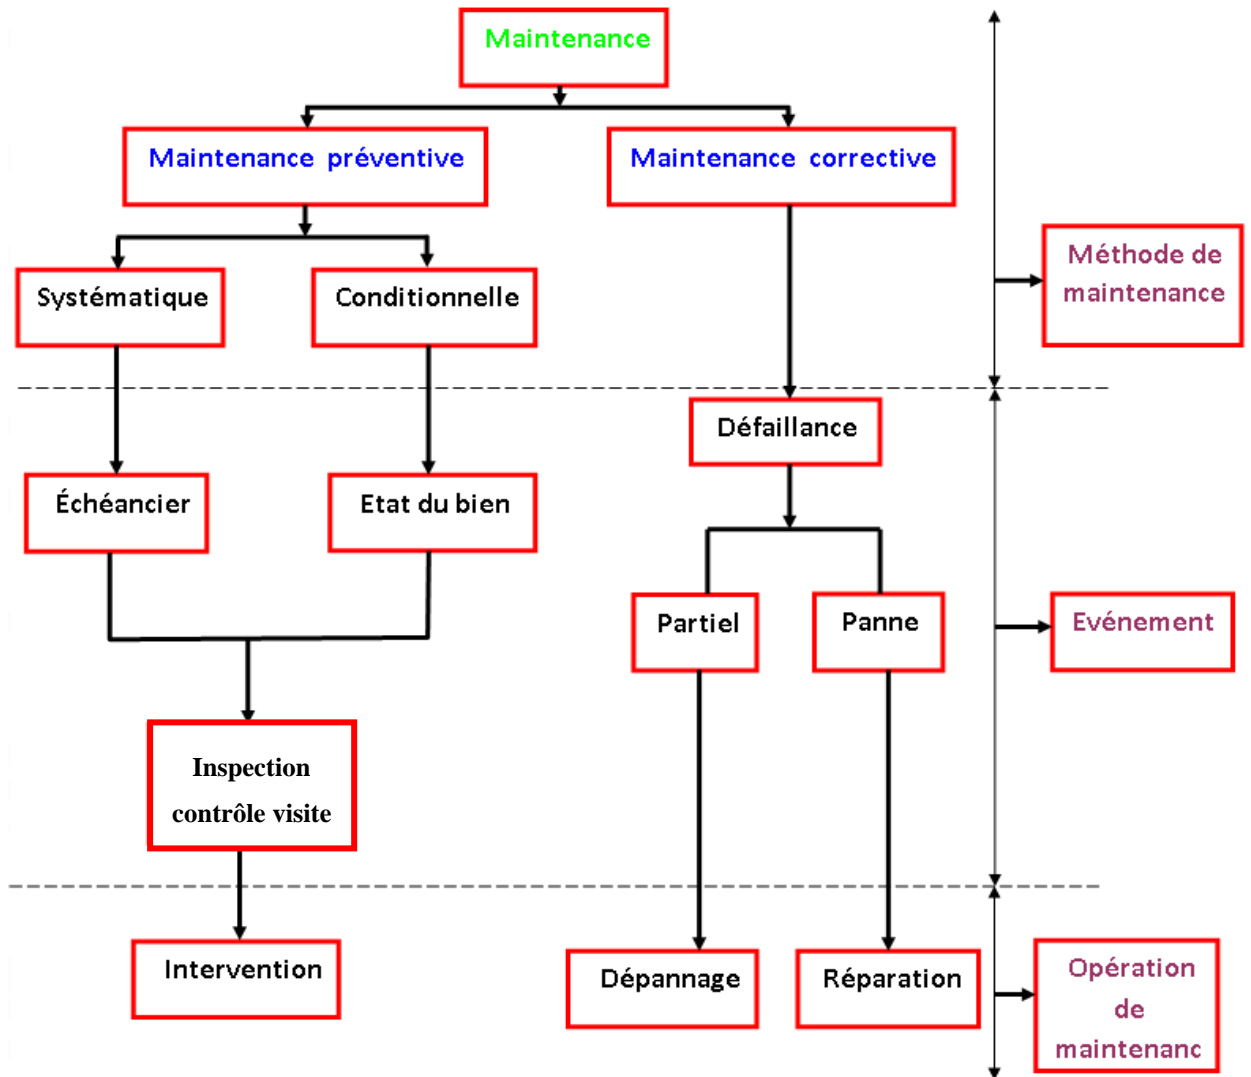 Maintenance
Maintenance préventive
Maintenance corrective
Systématique
Conditionnelle
Méthode de
maintenance
Défaillance
Échéancier
Etat du bien
Partiel
Panne
Evénement
Inspection
contrôle visite
Intervention
Dépannage
Réparation
Opération
de
maintenanc